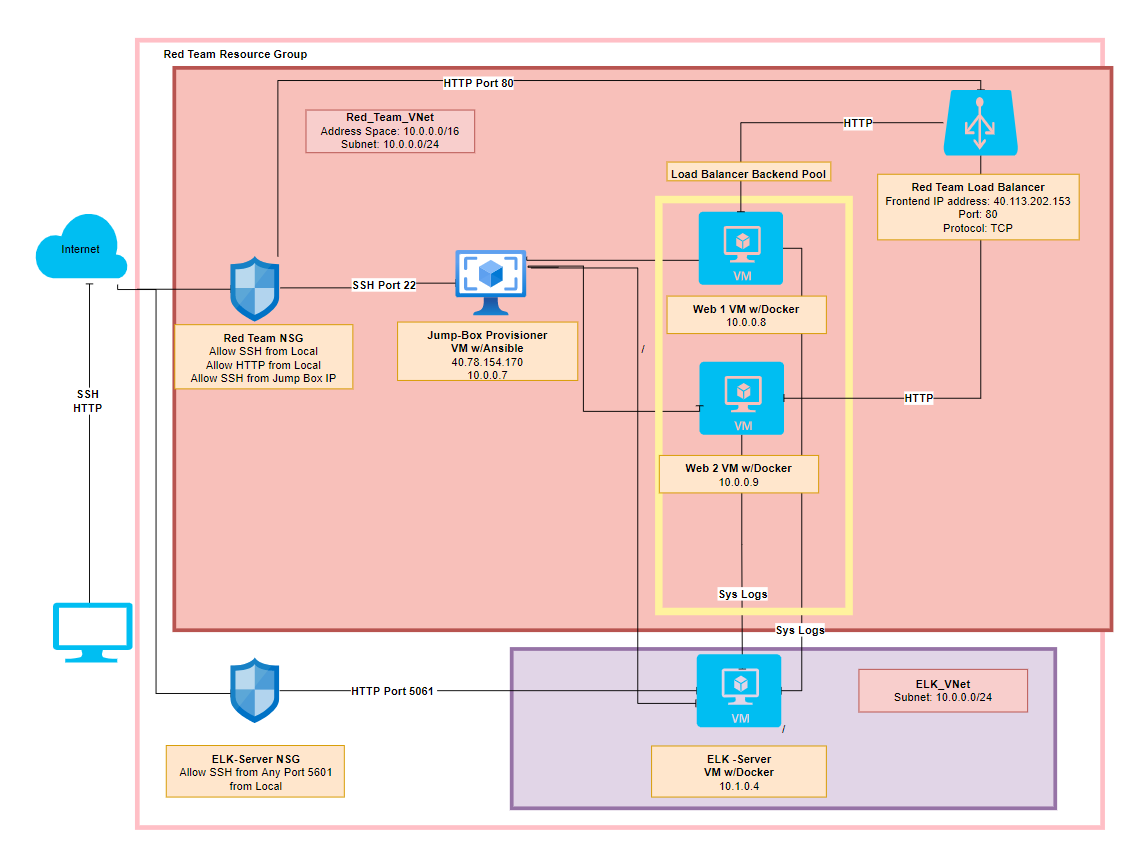 Red Team Resource Group
HTTP Port 80
Red_Team_VNet
Address Space: 10.0.0.0/16
Subnet: 10.0.0.0/24
HTTP
Load Balancer Backend Pool
Red Team Load Balancer
Frontend IP address: 40.113.202.153
Port: 80
Protocol: TCP
Internet
VM
SSH Port 22
Web 1 VM w/Docker
10.0.0.8
Red Team NSG
Allow SSH from Local
Allow HTTP from Local
Allow SSH from Jump Box IP
Jump-Box Provisioner
VM w/Ansible
40.78.154.170
10.0.0.7
/
SSH
HTTP
VM
HTTP
Web 2 VM w/Docker
10.0.0.9
Sys Logs
Sys Logs
HTTP Port 5061
VM
/
ELK_VNet
Subnet: 10.0.0.0/24
ELK-Server NSG
Allow SSH from Any Port 5601
from Local
ELK -Server
VM w/Docker
10.1.0.4